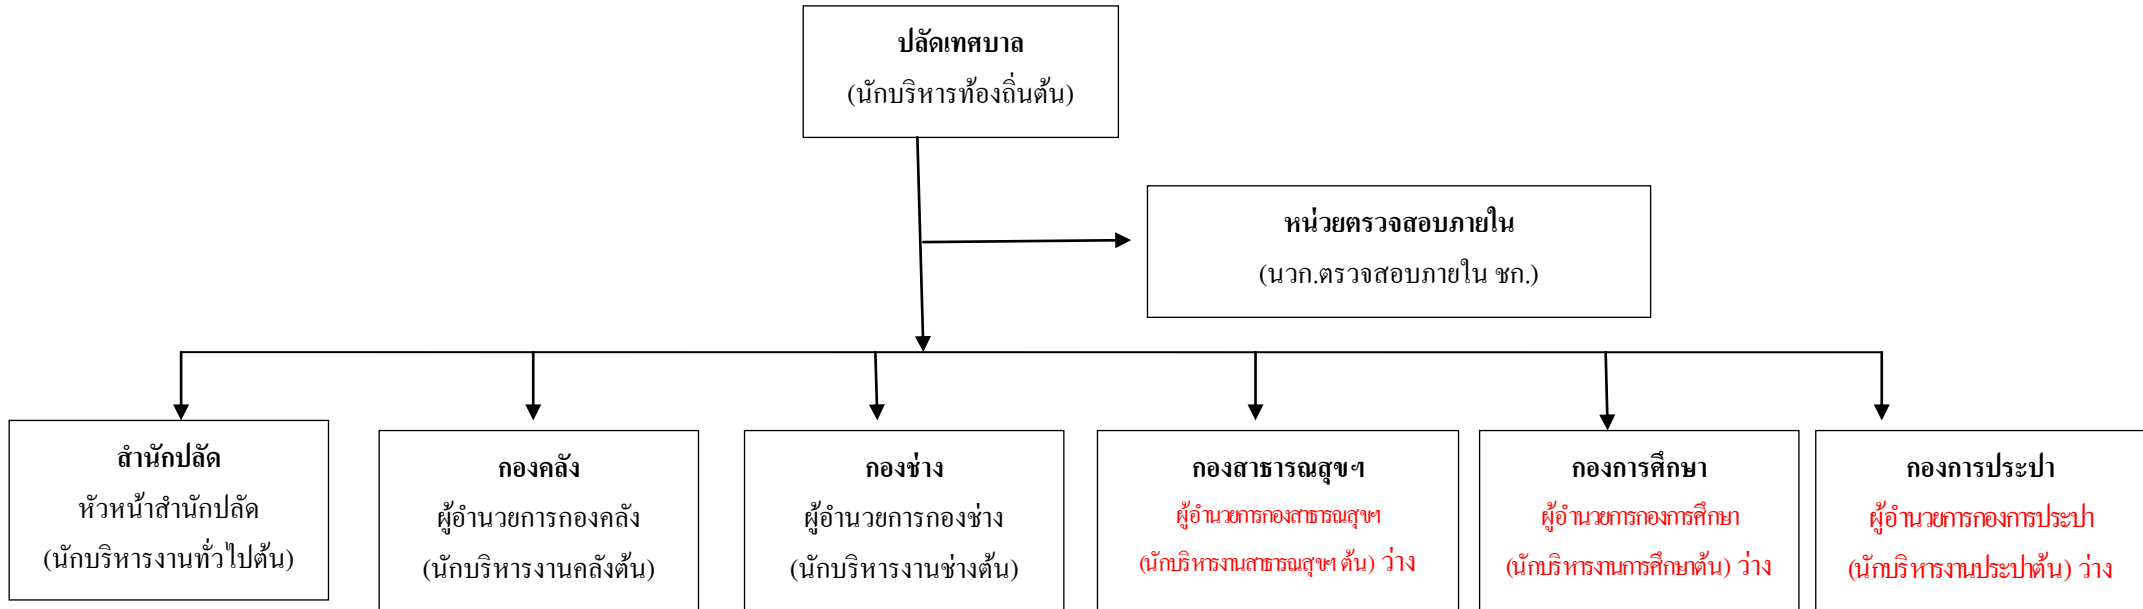 ปลัดเทศบาล
(นักบริหารท้องถิ่นต้น)
หน่วยตรวจสอบภายใน
(นวก.ตรวจสอบภายใน ชก.)
สำนักปลัด
หัวหน้าสำนักปลัด
(นักบริหารงานทั่วไปต้น)
กองคลัง
ผู้อำนวยการกองคลัง
(นักบริหารงานคลังต้น)
กองช่าง
ผู้อำนวยการกองช่าง
(นักบริหารงานช่างต้น)
กองสาธารณสุขฯ
ผู้อำนวยการกองสาธารณสุขฯ
(นักบริหารงานสาธารณสุขฯ ต้น) ว่าง
กองการศึกษา
ผู้อำนวยการกองการศึกษา
(นักบริหารงานการศึกษาต้น) ว่าง
กองการประปา
ผู้อำนวยการกองการประปา
(นักบริหารงานประปาต้น) ว่าง